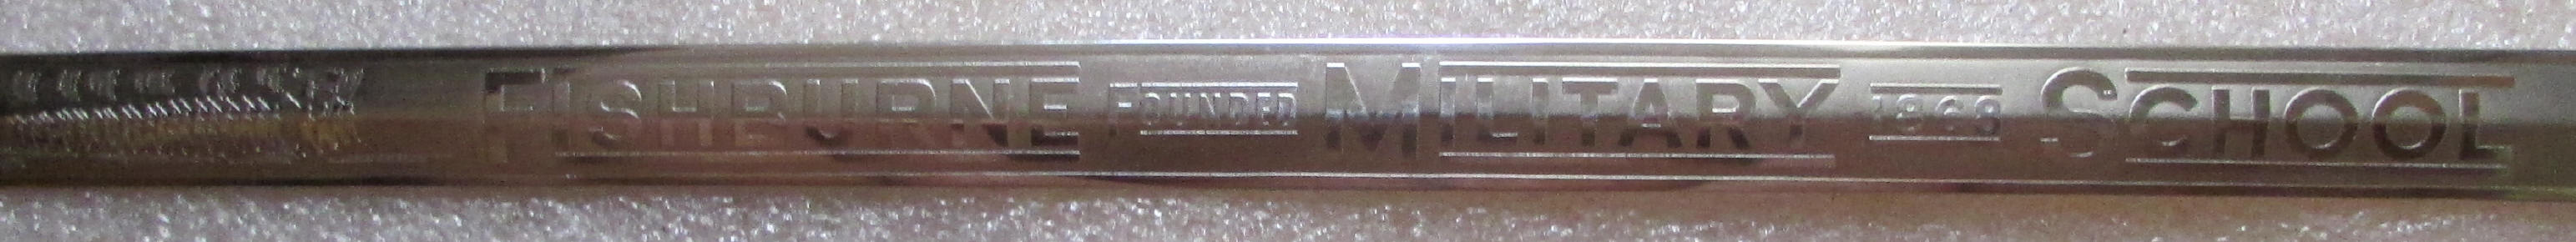 FISHBURNE FOUNDED MILITARY 1868 SCHOOL